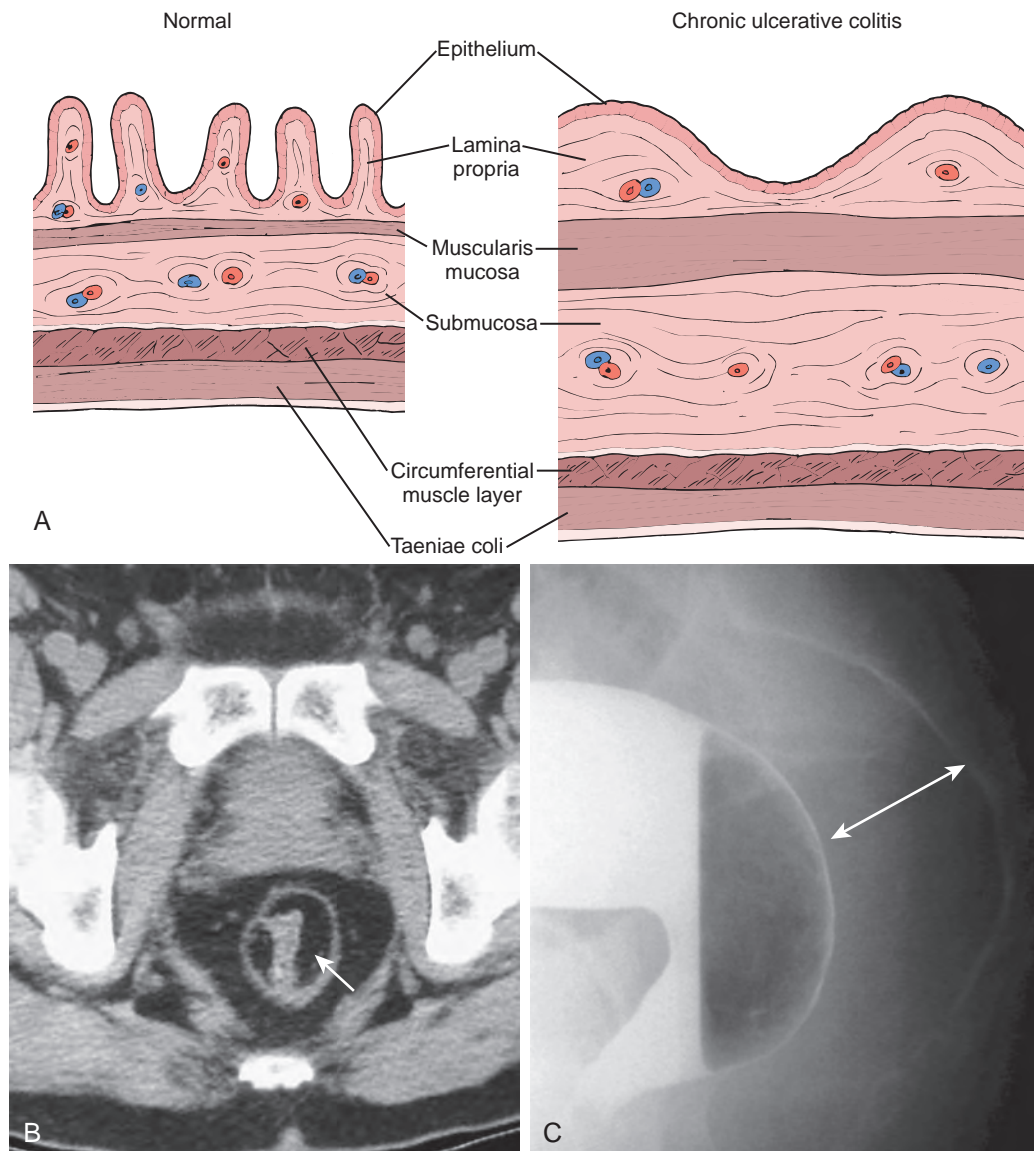 Normal
Chronic ulcerative colitis
Epithelium
Lamina
propria
Muscularis
mucosa
Submucosa
Circumferential
muscle layer
A
Taeniae coli
B
C